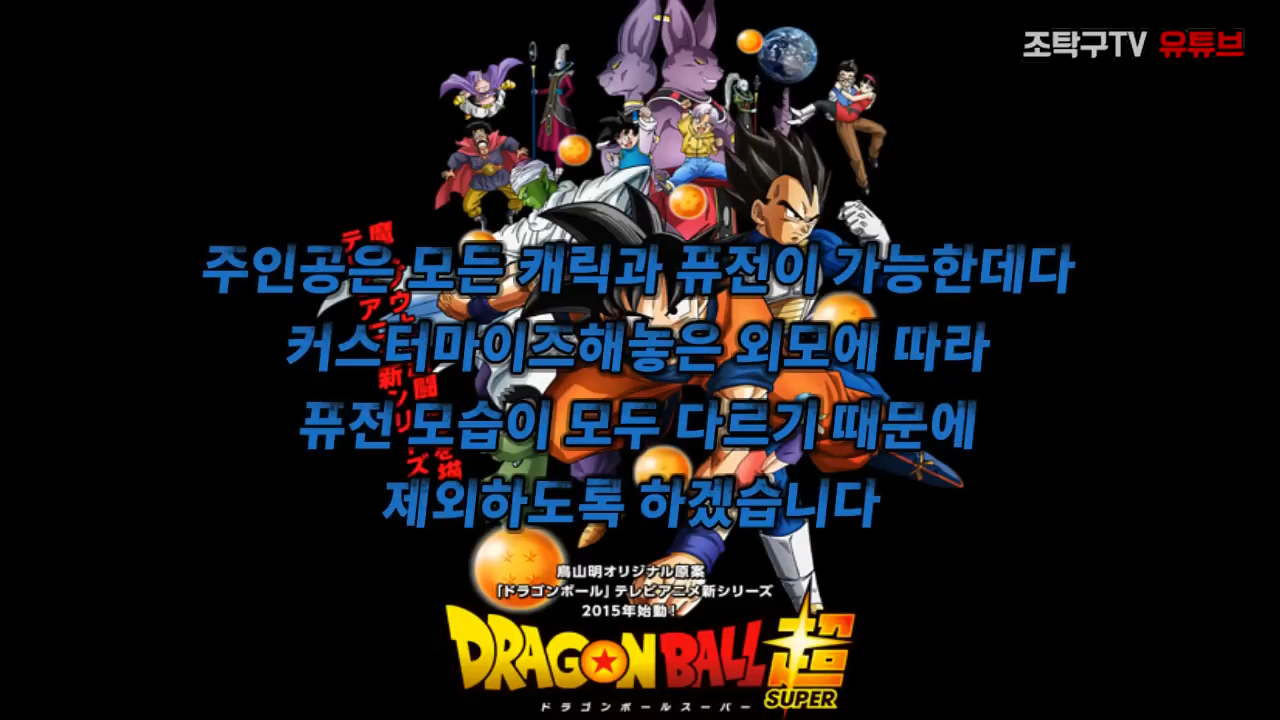 조탁구TV 유튜브
주인공은 모든 캐릭과 퓨전이 가능한데다
커스터마이즈해놓은 외모에 따라
퓨전 모습이 모두 다르기 때문에
제외하도록 하겠습니다
鳥山明オリジナル原案
「ドラゴンボール」テレビアニメ新シリーズ
2015年始動!
DRAGON BALL 超
SUPER
ドラゴンボールスーパー